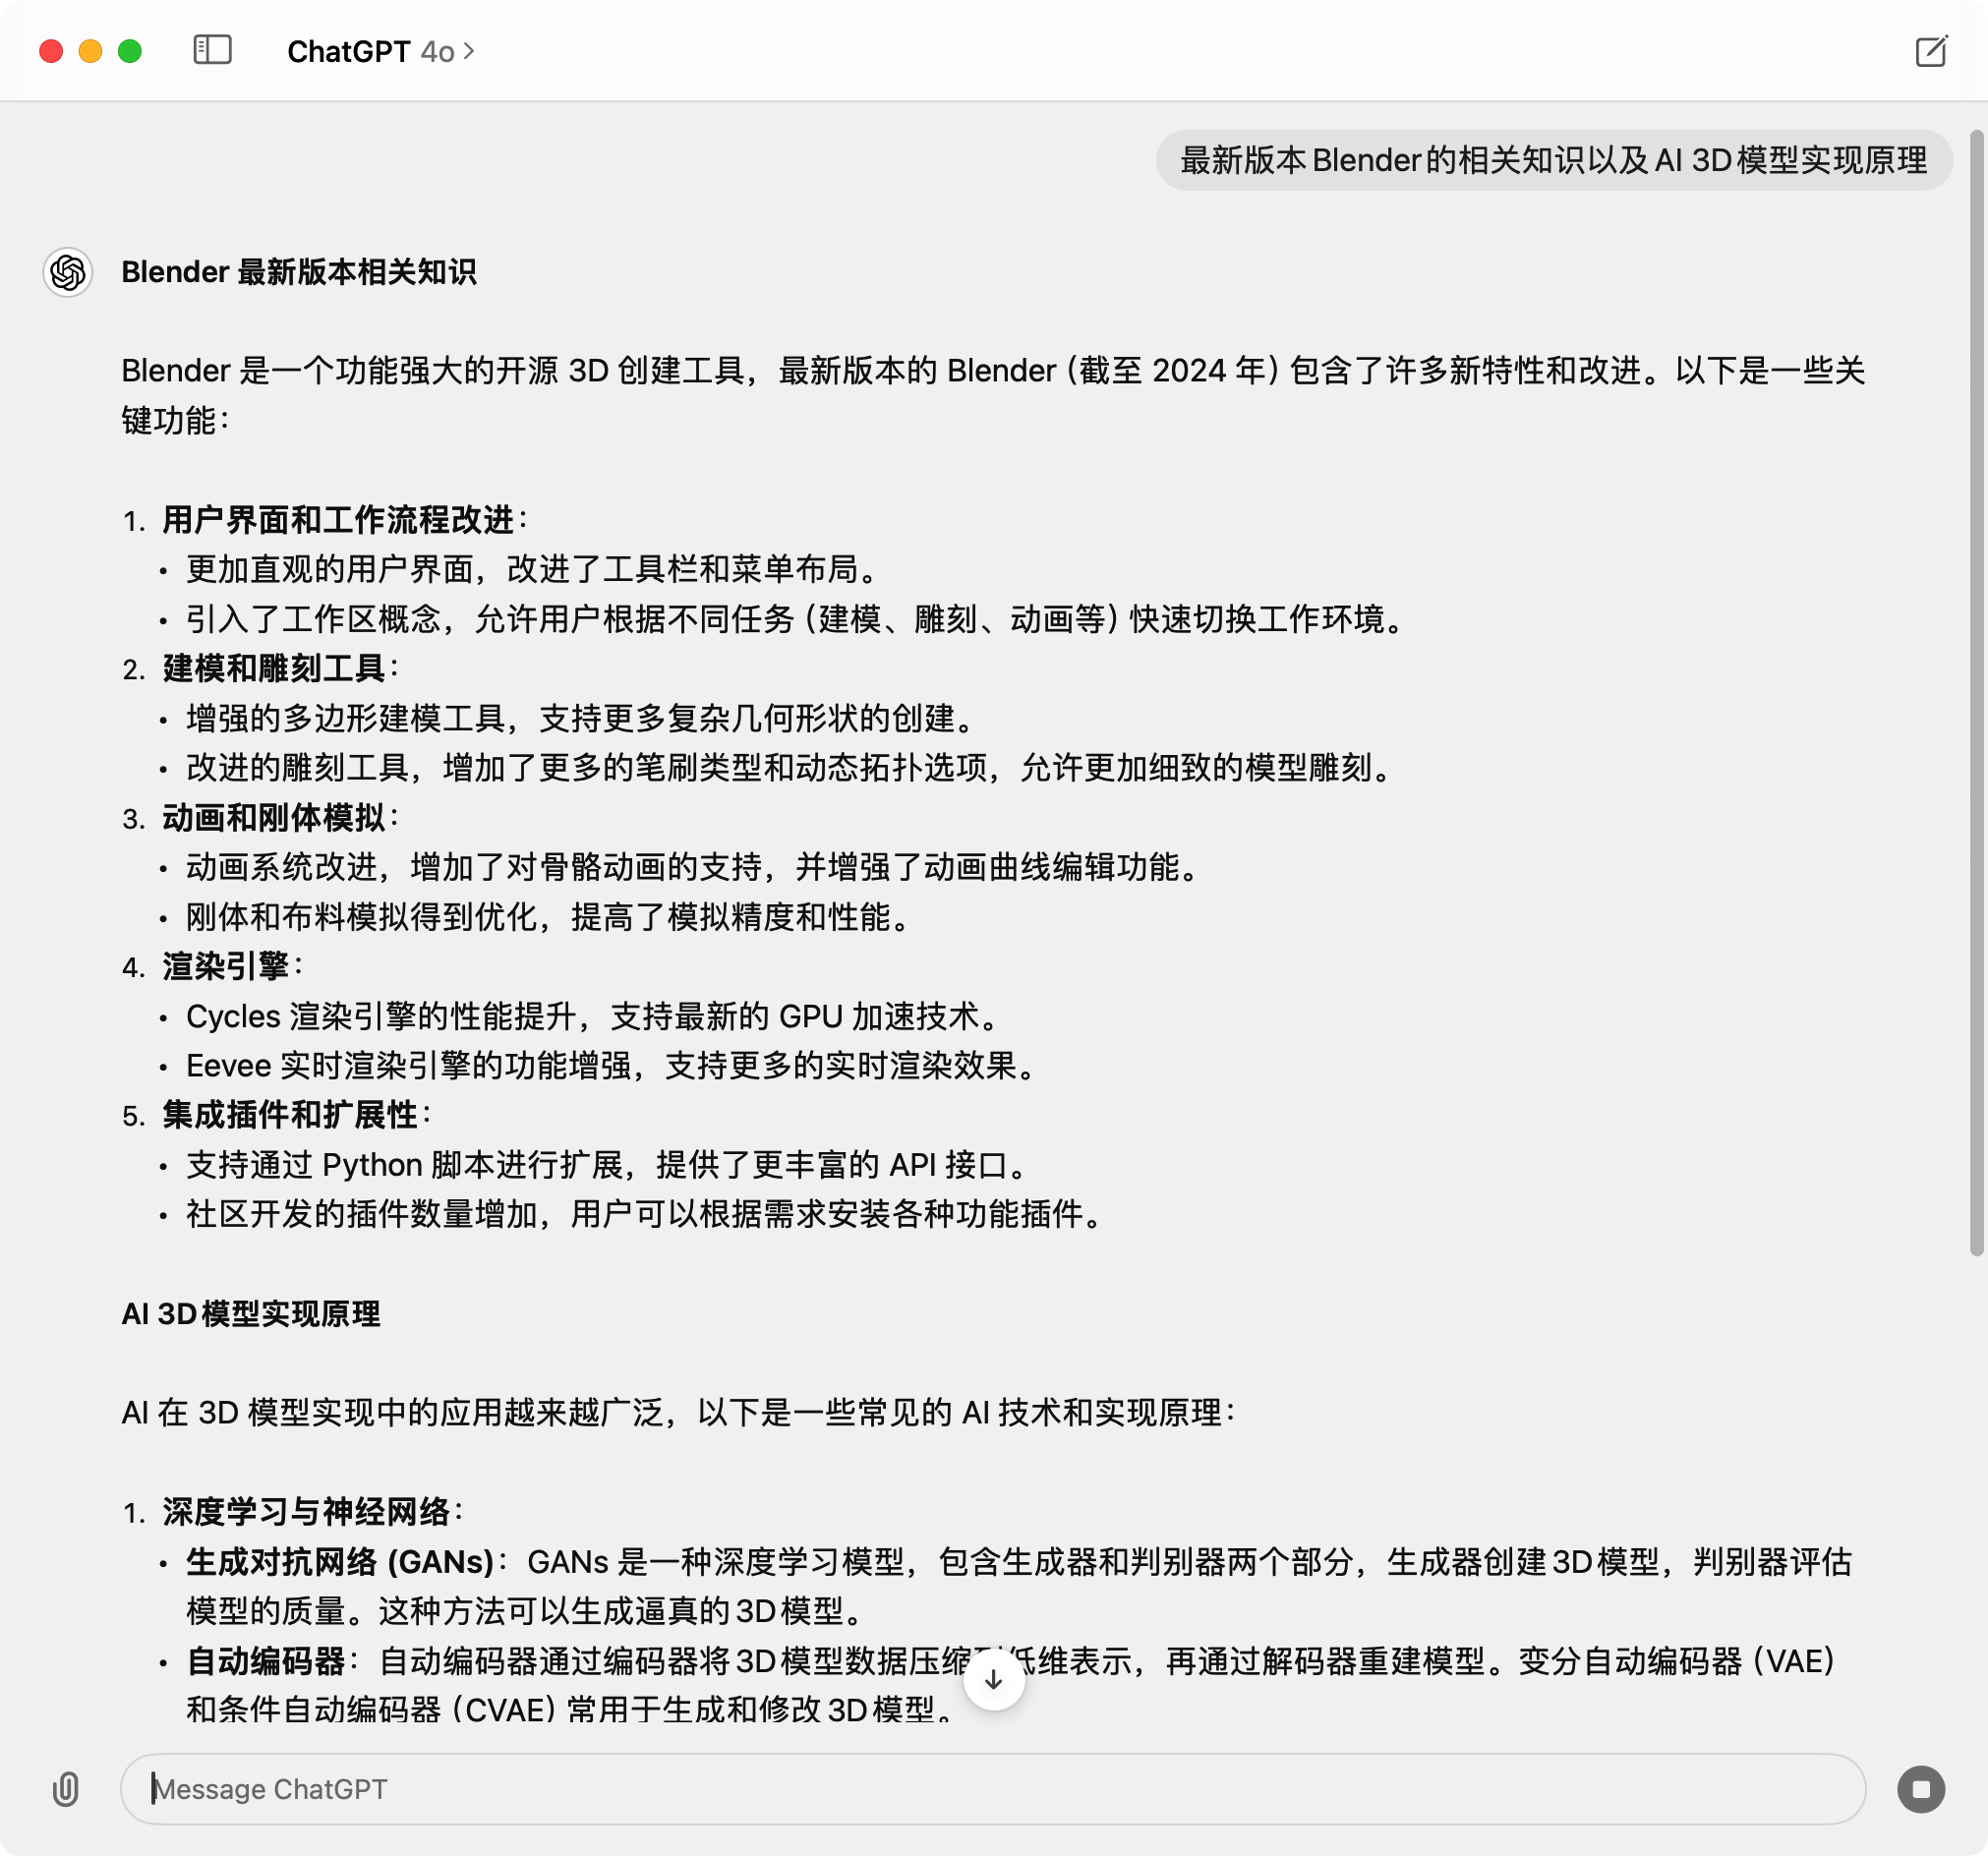 ChatGPT 4o >
最新版本Blender的相关知识以及AI 3D模型实现原理
Blender 最新版本相关知识
Blender 是一个功能强大的开源 3D 创建工具，最新版本的 Blender（截至 2024 年）包含了许多新特性和改进。以下是一些关
键功能：
1. 用户界面和工作流程改进：
• 更加直观的用户界面，改进了工具栏和菜单布局。
• 引入了工作区概念，允许用户根据不同任务（建模、雕刻、动画等）快速切换工作环境。
2. 建模和雕刻工具：
• 增强的多边形建模工具，支持更多复杂几何形状的创建。
• 改进的雕刻工具，增加了更多的笔刷类型和动态拓扑选项，允许更加细致的模型雕刻。
3. 动画和刚体模拟：
• 动画系统改进，增加了对骨骼动画的支持，并增强了动画曲线编辑功能。
• 刚体和布料模拟得到优化，提高了模拟精度和性能。
4. 渲染引擎：
• Cycles 渲染引擎的性能提升，支持最新的 GPU 加速技术。
• Eevee 实时渲染引擎的功能增强，支持更多的实时渲染效果。
5. 集成插件和扩展性：
• 支持通过 Python 脚本进行扩展，提供了更丰富的 API 接口。
• 社区开发的插件数量增加，用户可以根据需求安装各种功能插件。
AI 3D模型实现原理
AI 在 3D 模型实现中的应用越来越广泛，以下是一些常见的 AI 技术和实现原理：
1. 深度学习与神经网络：
• 生成对抗网络 (GANs)：GANs 是一种深度学习模型，包含生成器和判别器两个部分，生成器创建3D模型，判别器评估
模型的质量。这种方法可以生成逼真的3D模型。
• 自动编码器：自动编码器通过编码器将3D模型数据压缩低维表示，再通过解码器重建模型。变分自动编码器（VAE）
和条件自动编码器（CVAE）常用于生成和修改3D模型。
Message ChatGPT